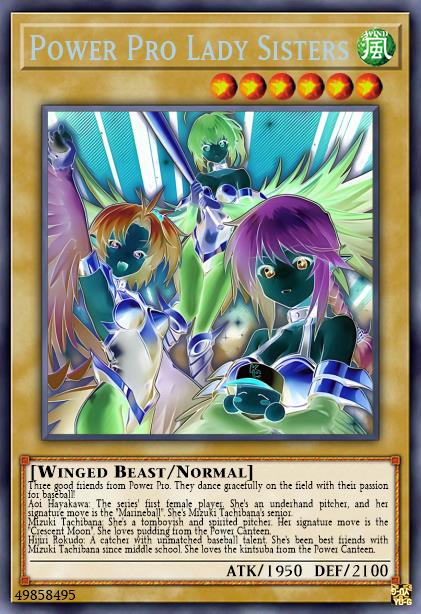 Power Pro Lady Sisters
WIND
風
[Winged Beast/Normal]
Three good friends from Power Pro. They dance gracefully on the field with their passion
for baseball!
Aoi Hayakawa: The series' first female player. She's an underhand pitcher, and her
signature move is the "Marineball". She's Mizuki Tachibana's senior.
Mizuki Tachibana: She's a tomboyish and spirited pitcher. Her signature move is the
"Crescent Moon". She loves pudding from the Power Canteen.
Hijiri Rokudo: A catcher with unmatched baseball talent. She's been best friends with
Mizuki Tachibana since middle school. She loves the kintsuba from the Power Canteen.
ATK/1950 DEF/2100
49858495